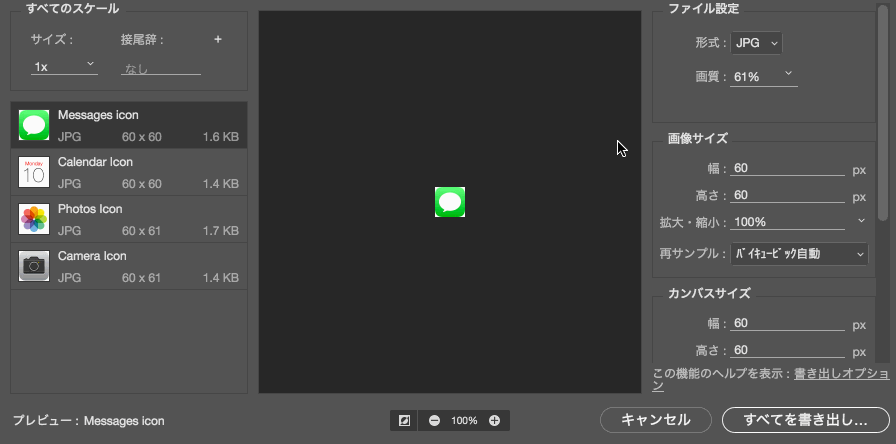 すべてのスケール
サイズ： 接尾辞： +
1x なし
Messages icon
JPG 60 x 60 1.6 KB
Calendar Icon
JPG 60 x 60 1.4 KB
Monday
10
Photos Icon
JPG 60 x 61 1.7 KB
Camera Icon
JPG 60 x 61 1.4 KB
プレビュー： Messages icon
100%
ファイル設定
形式： JPG
画質： 61%
画像サイズ
幅： 60 px
高さ： 60 px
拡大・縮小： 100%
再サンプル： バイキュービック自動
カンバスサイズ
幅： 60 px
高さ： 60 px
この機能のヘルプを表示： 書き出しオプショ
ン
キャンセル すべてを書き出し...